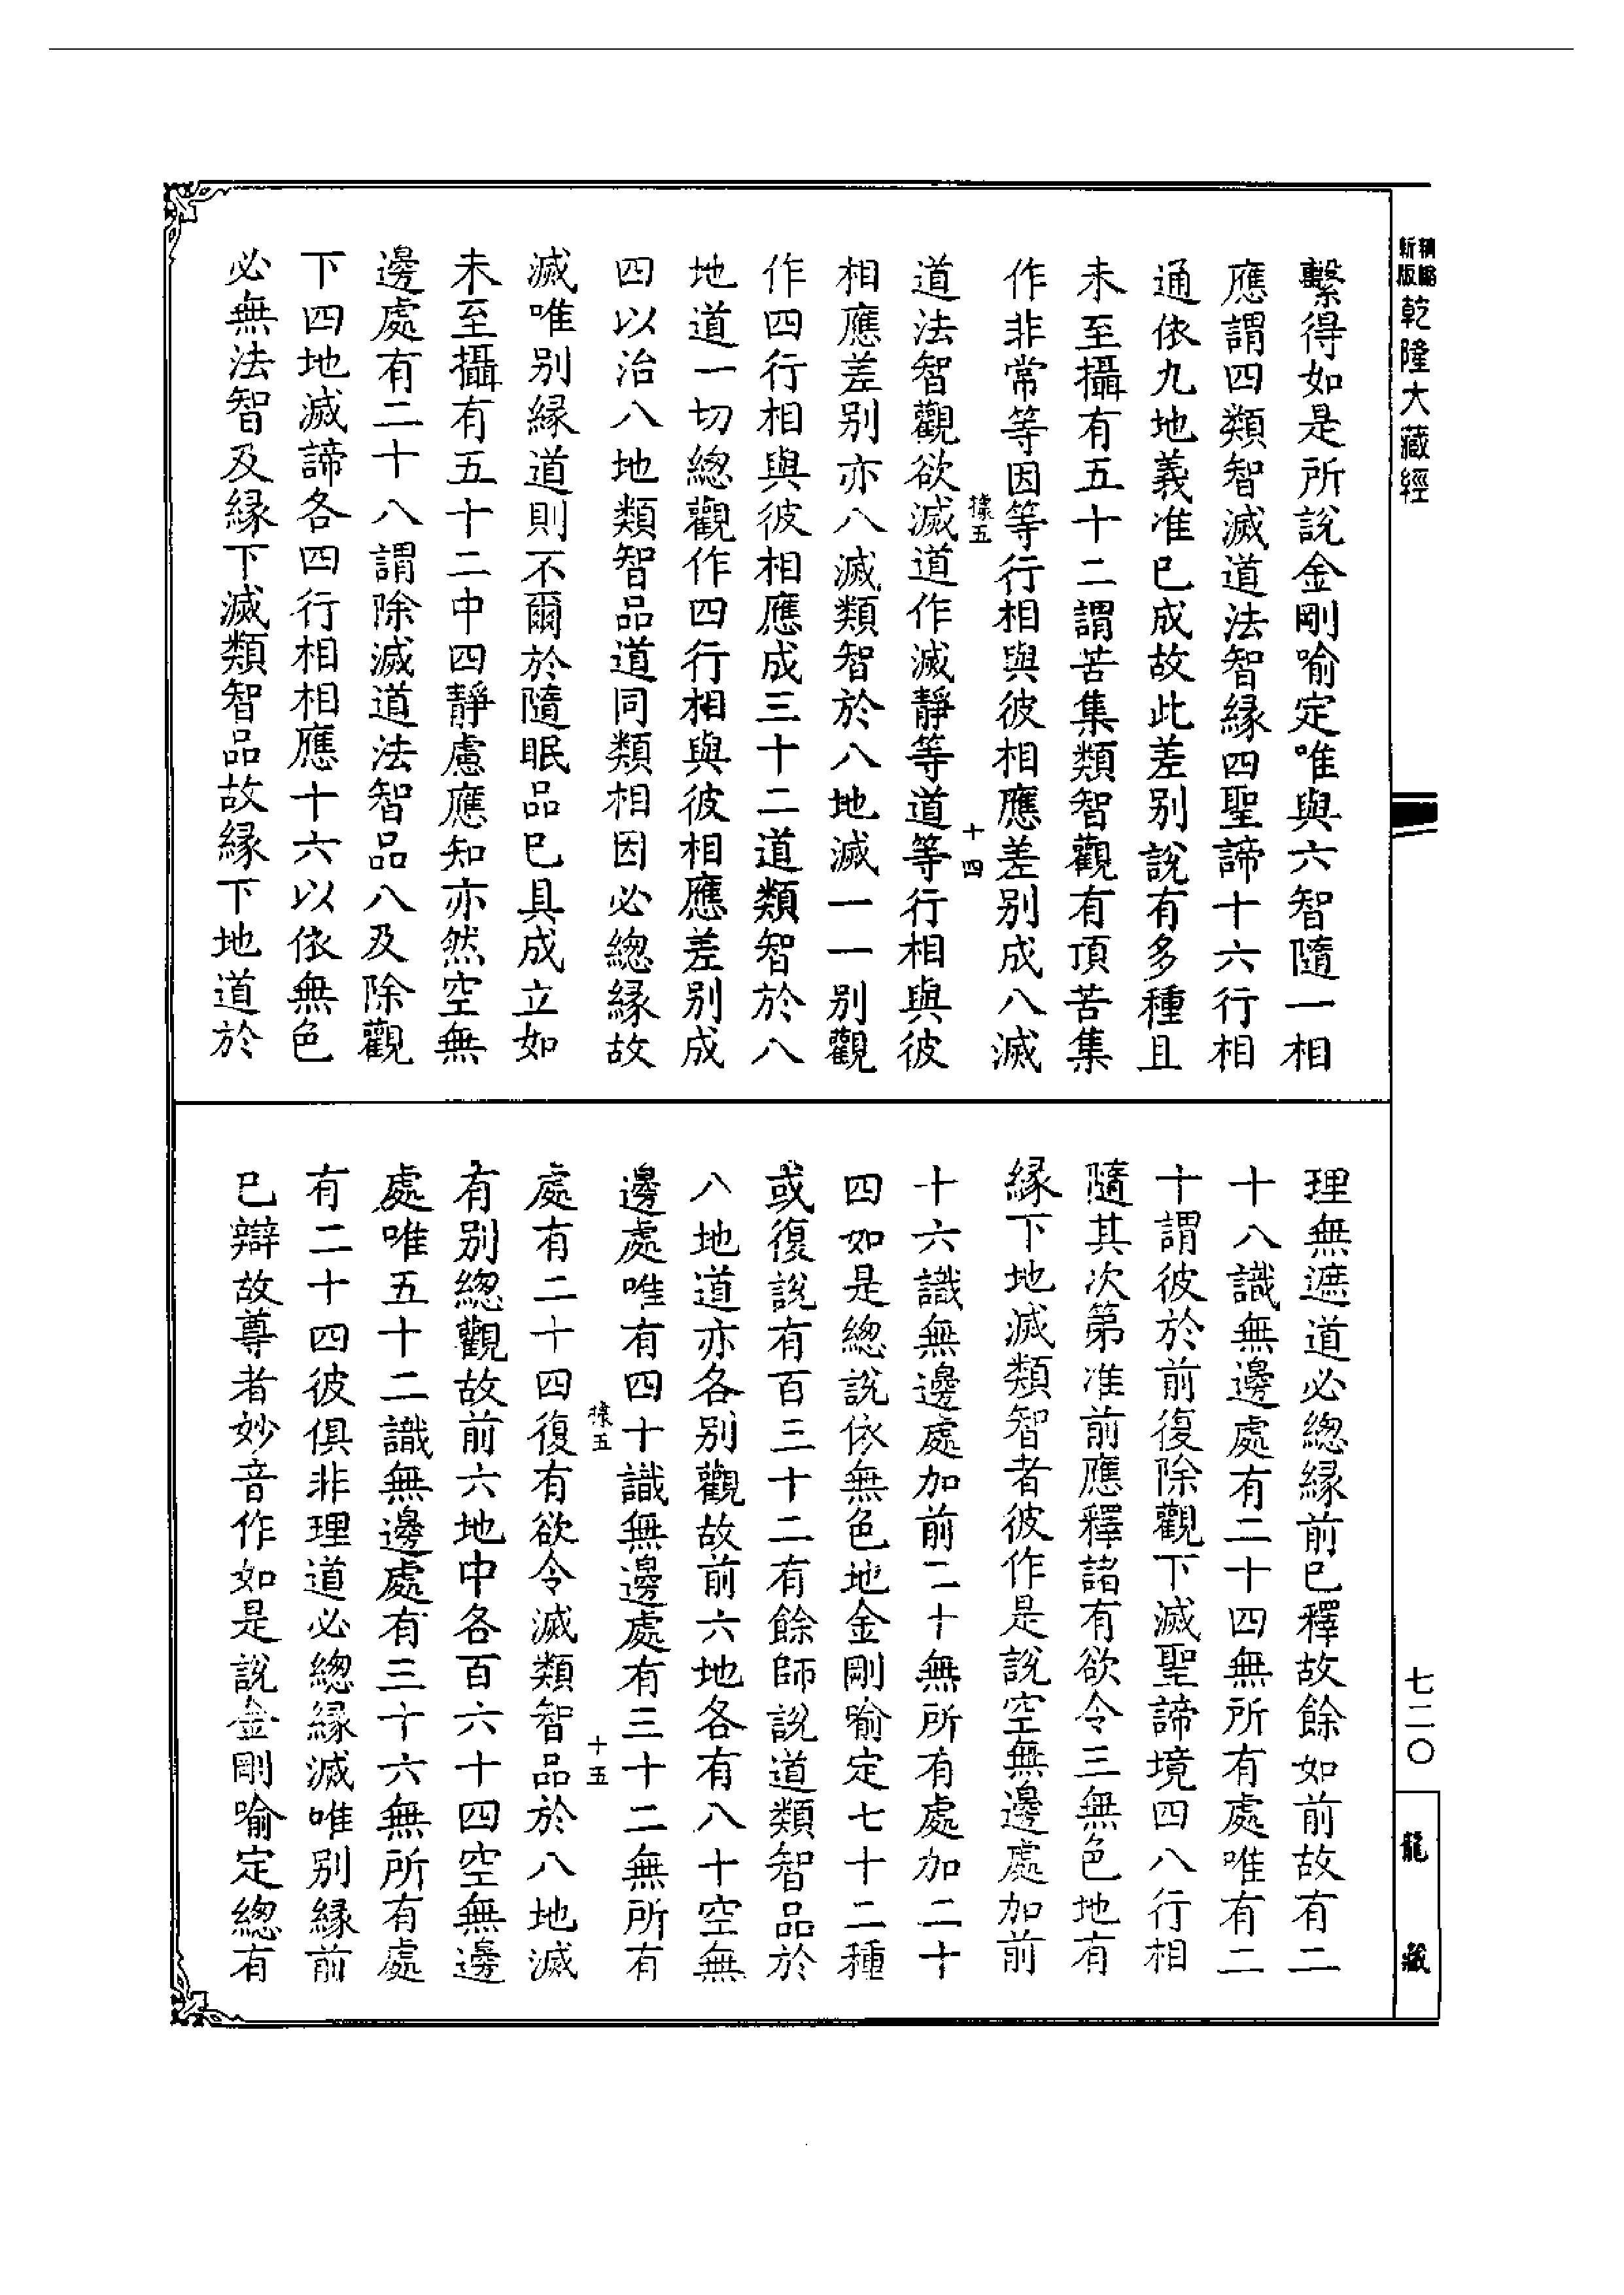 精縮
新版
乾隆大藏經
繫得如是所說金剛喻定唯與六智隨一相
應謂四類智滅道法智緣四聖諦十六行相
通依九地義准已成故此差别說有多種且
未至攝有五十二謂苦集類智觀有頂苦集
作非常等因等行相與彼相應差别成八滅
道法智觀欲滅道作滅靜等道等行相與彼
相應差别亦八滅類智於八地滅一一别觀
作四行相與彼相應成三十二道類智於八
地道一切總觀作四行相與彼相應差别成
四以治八地類智品道同類相因必總緣故
滅唯别緣道則不爾於隨眠品已具成立如
未至攝有五十二中四靜慮應知亦然空無
邊處有二十八謂除滅道法智品八及除觀
下四地滅諦各四行相相應十六以依無色
必無法智及緣下滅類智品故緣下地道於
㨾五
十四
理無遮道必總緣前已釋故餘如前故有二
十八識無邊處有二十四無所有處唯有二
十謂彼於前復除觀下滅聖諦境四八行相
隨其次第准前應釋諸有欲令三無色地有
緣下地滅類智者彼作是說空無邊處加前
十六識無邊處加前二十無所有處加二十
四如是總說依無色地金剛喻定七十二種
或復說有百三十二有餘師說道類智品於
八地道亦各别觀故前六地各有八十空無
邊處唯有四十識無邊處有三十二無所有
處有二十四復有欲令滅類智品於八地滅
有别總觀故前六地中各百六十四空無邊
處唯五十二識無邊處有三十六無所有處
有二十四彼俱非理道必總緣滅唯别緣前
已辯故尊者妙音作如是說金剛喻定總有
㨾五
十五
七二〇
龍藏